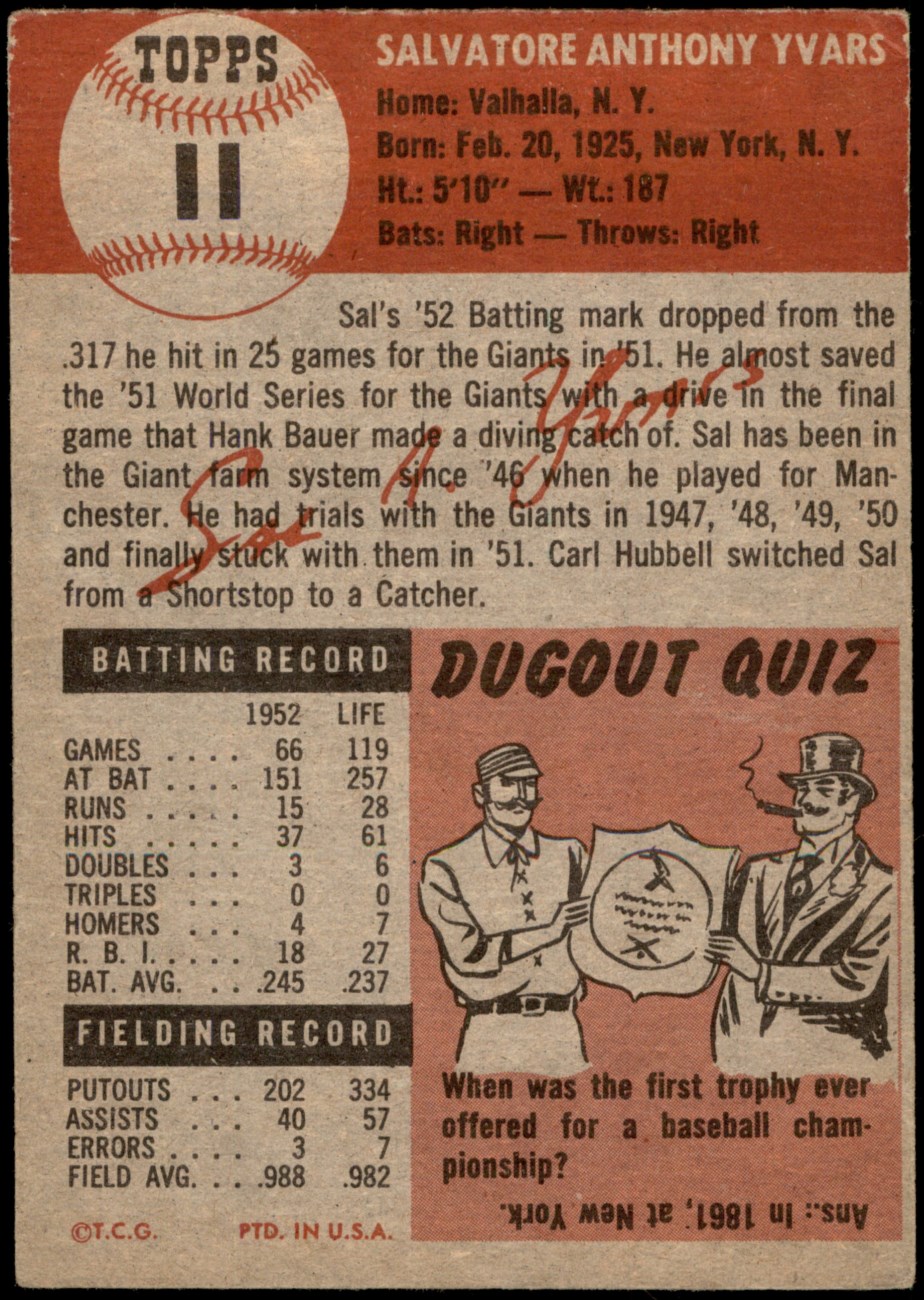 TOPPS
11
SALVATORE ANTHONY YVARS
Home: Valhalla, N. Y.
Born: Feb. 20, 1925, New York, N. Y.
Ht.: 5'10" — Wt.: 187
Bats: Right — Throws: Right
Sal's '52 Batting mark dropped from the
.317 he hit in 25 games for the Giants in '51. He almost saved
the '51 World Series for the Giants with a drive in the final
game that Hank Bauer made a diving catch of. Sal has been in
the Giant farm system since '46 when he played for Man-
chester. He had trials with the Giants in 1947, '48, '49, '50
and finally stuck with them in '51. Carl Hubbell switched Sal
from a Shortstop to a Catcher.
Sal A. Yvars
BATTING RECORD
1952 LIFE
GAMES . . . . 66 119
AT BAT . . . . 151 257
RUNS . . . . . 15 28
HITS . . . . . 37 61
DOUBLES . . . 3 6
TRIPLES . . . 0 0
HOMERS . . . 4 7
R. B. I. . . . . 18 27
BAT. AVG. . . . .245 .237
FIELDING RECORD
PUTOUTS . . . 202 334
ASSISTS . . . . 40 57
ERRORS . . . . 3 7
FIELD AVG. . . . .988 .982
©T.C.G. PTD. IN U.S.A.
DUGOUT QUIZ
When was the first trophy ever
offered for a baseball cham-
pionship?
Ans.: In 1861, at New York.